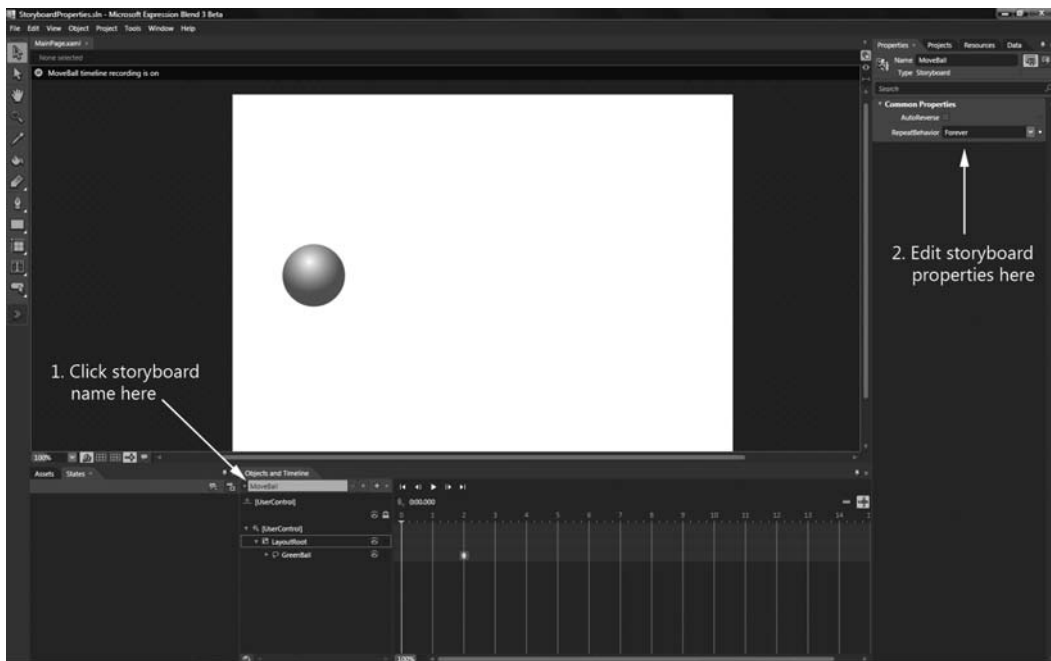 StoryboardProperties.sln - Microsoft Expression Blend 3 Beta
File Edit View Object Project Tools Window Help
MainPage.xaml
None selected
MoveBall timeline recording is on
Properties Projects Resources Data
Name MoveBall
Type Storyboard
Search
Common Properties
AutoReverse
RepeatBehavior Forever
2. Edit storyboard
properties here
1. Click storyboard
name here
100%
Assets States
Objects and Timeline
MoveBall
[UserControl]
0:00.000
0 1 2 3 4 5 6 7 8 9 10 11 12 13 14
[UserControl]
LayoutRoot
GreenBall
100%